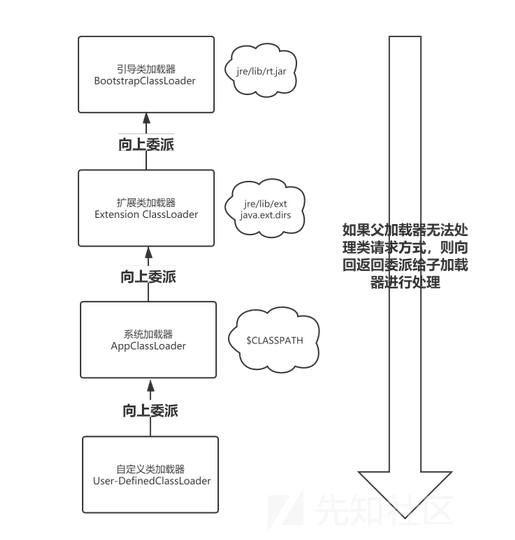 引导类加载器
BootstrapClassLoader
jre/lib/rt.jar
向上委派
扩展类加载器
Extension ClassLoader
jre/lib/ext
java.ext.dirs
如果父加载器无法处
理类请求方式，则向
回返回委派给子加载
器进行处理
向上委派
系统加载器
AppClassLoader
$CLASSPATH
向上委派
自定义类加载器
User-DefinedClassLoader
先知社区